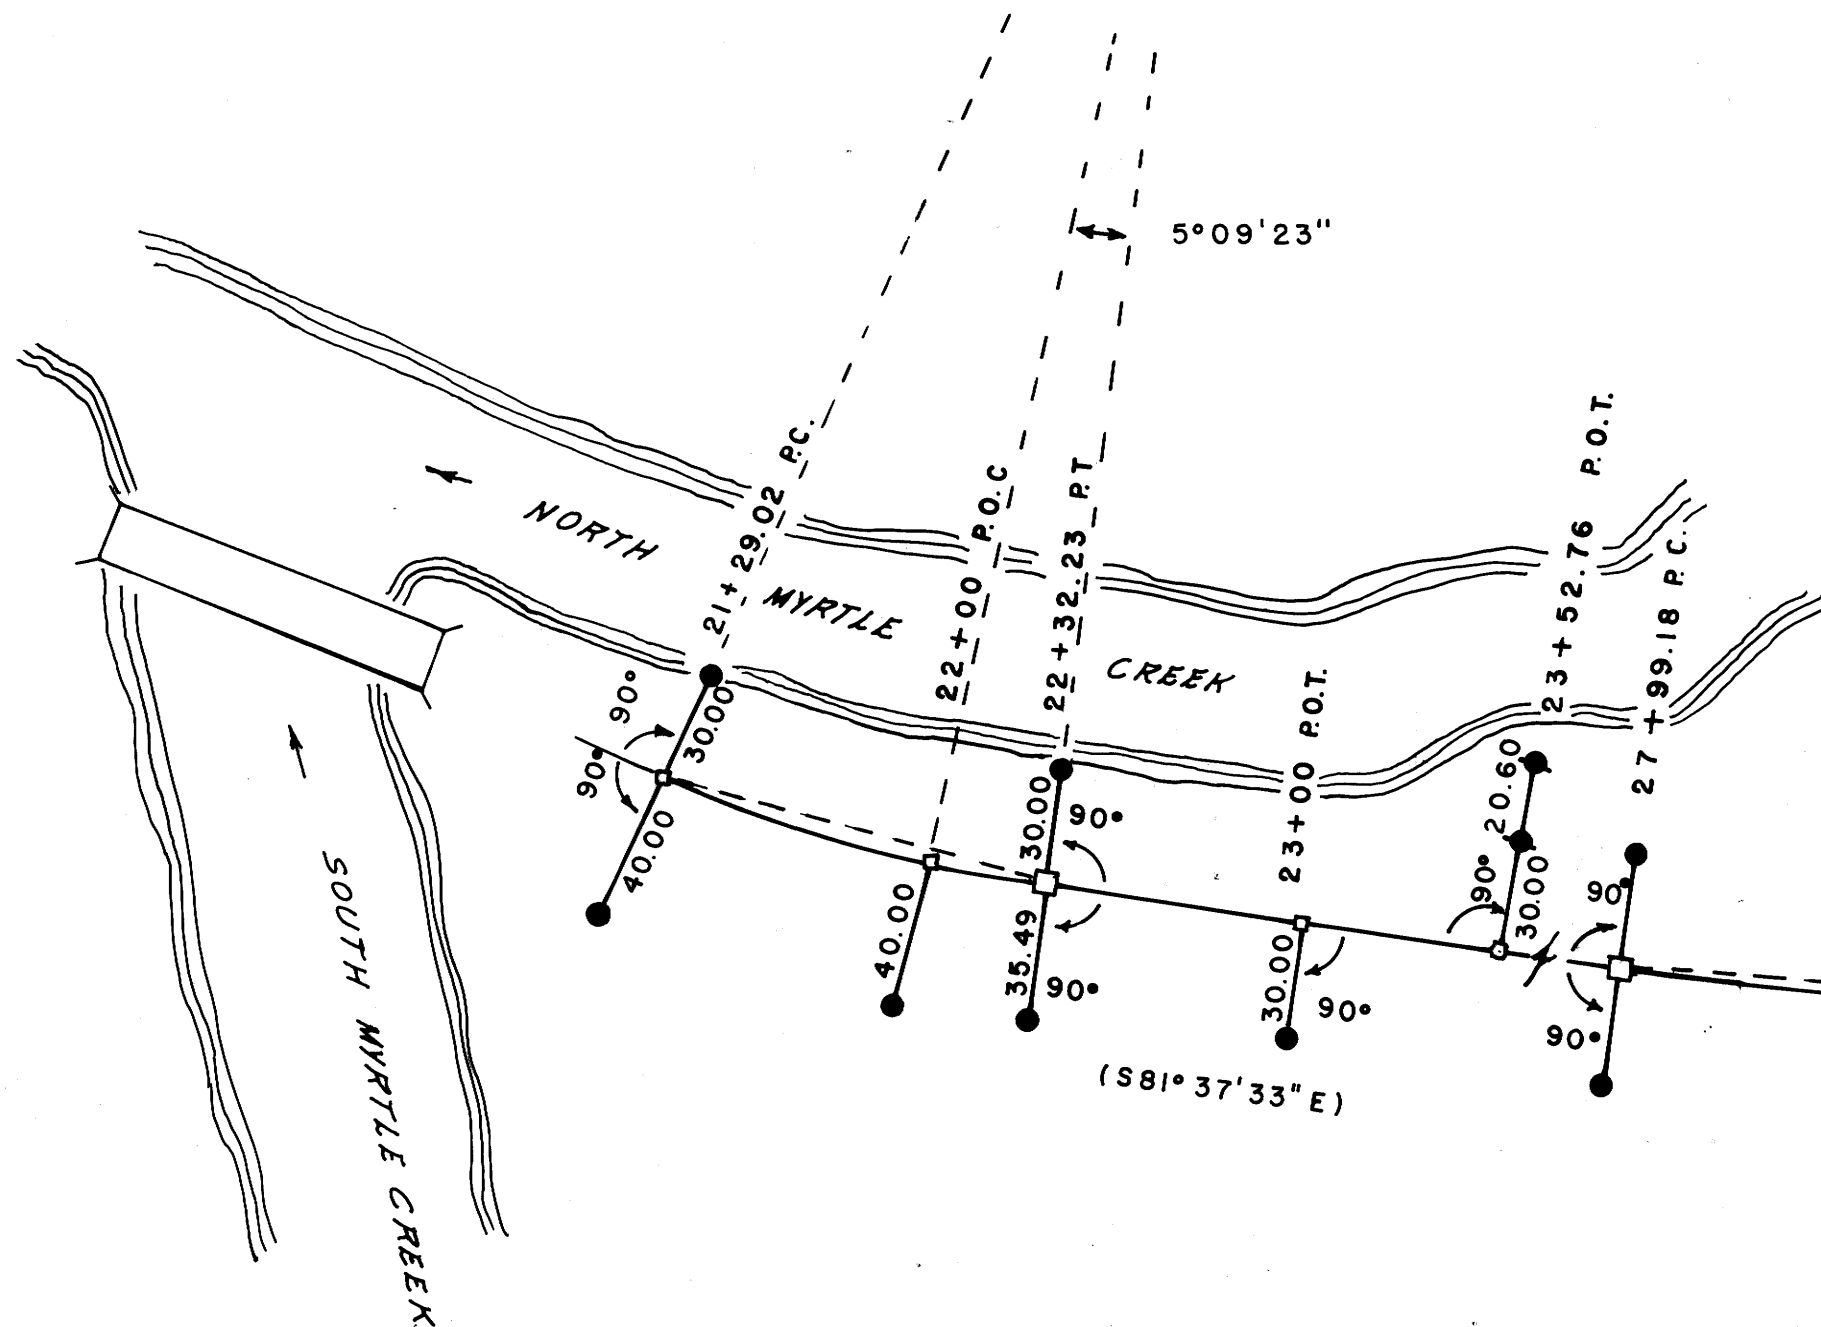 5°09'23"
21+29.02 P.C.
22+00 P.O.C
22+32.23 P.T
23+00 P.O.T.
23+52.76 P.O.T.
27+99.18 P.C.
NORTH MYRTLE CREEK
90°
30.00
90°
40.00
40.00
30.00
90°
35.49
90°
30.00
90°
20.60
90°
30.00
90°
90°
(S81°37'33"E)
SOUTH MYRTLE CREEK